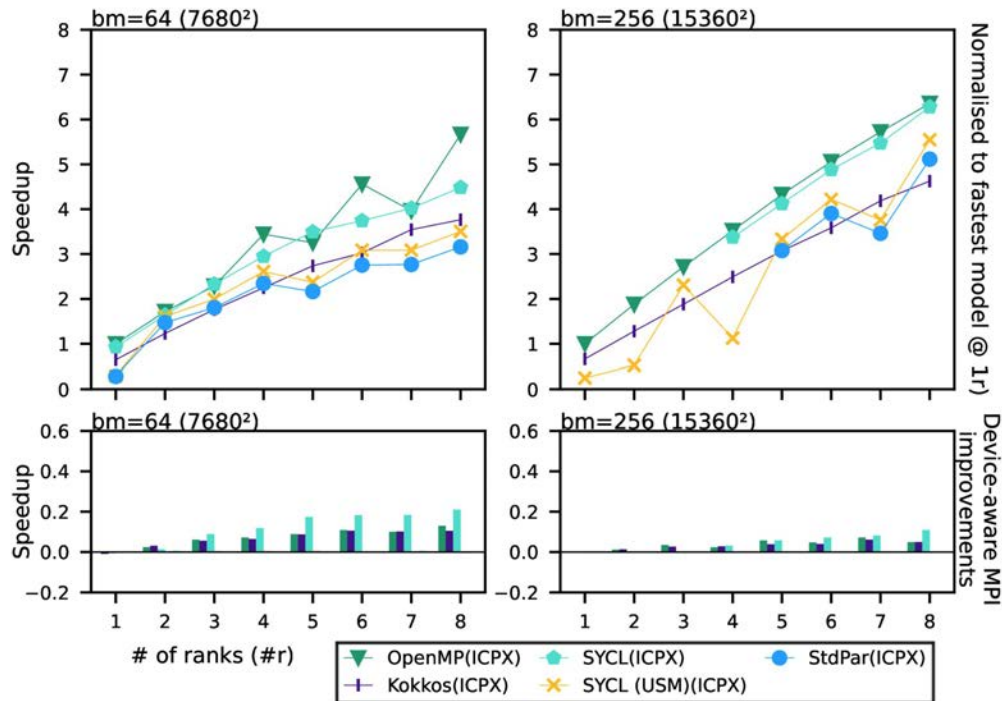 bm=64 (7680²)
bm=256 (15360²)
8
7
6
5
4
3
2
1
0
8
7
6
5
4
3
2
1
0
Speedup
Normalised to fastest model @ 1r)
bm=64 (7680²)
bm=256 (15360²)
0.6
0.4
0.2
0.0
−0.2
0.6
0.4
0.2
0.0
−0.2
Speedup
Device-aware MPI
improvements
1 2 3 4 5 6 7 8
1 2 3 4 5 6 7 8
# of ranks (#r)
OpenMP(ICPX) SYCL(ICPX) StdPar(ICPX)
Kokkos(ICPX) SYCL (USM)(ICPX)